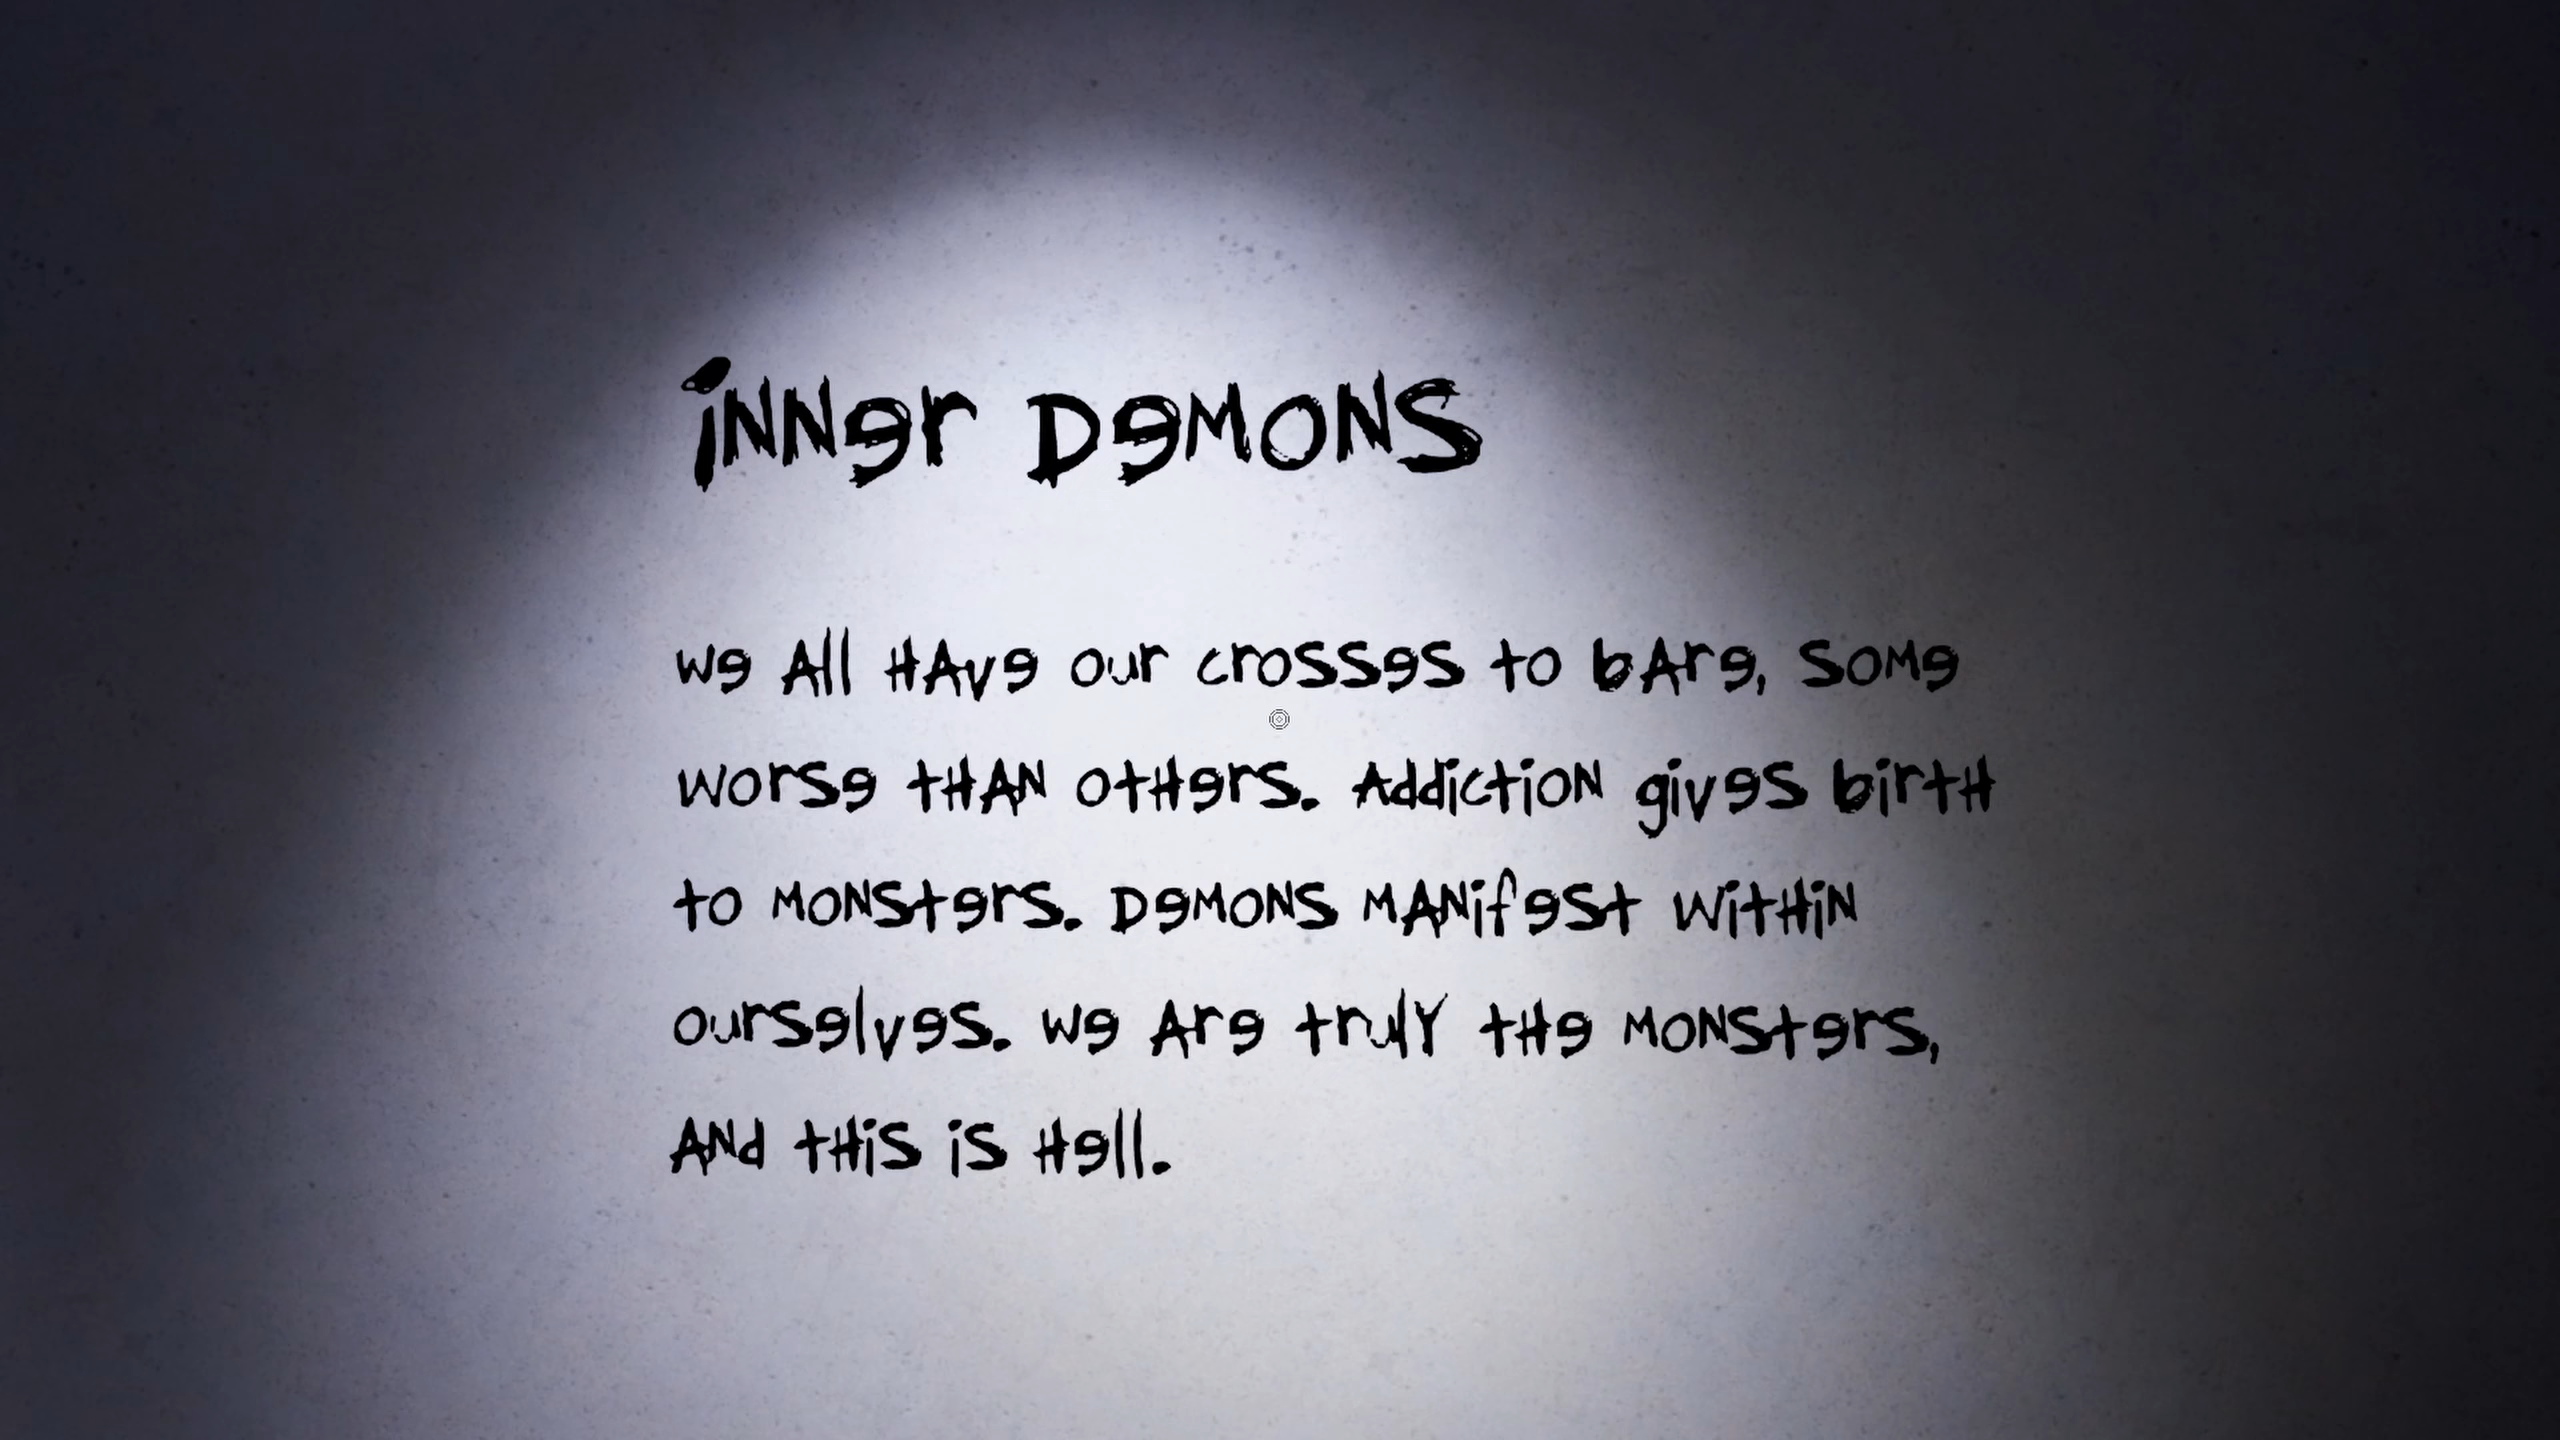 iNNer DeMONS
we All HAve our crosses to bAre, soMe
worse tHAN otHers. Addiction gives birtH
to MONsters. DeMONs MANifest witHiN
ourselves. we Are trulY tHe MONsters,
ANd tHis is Hell.